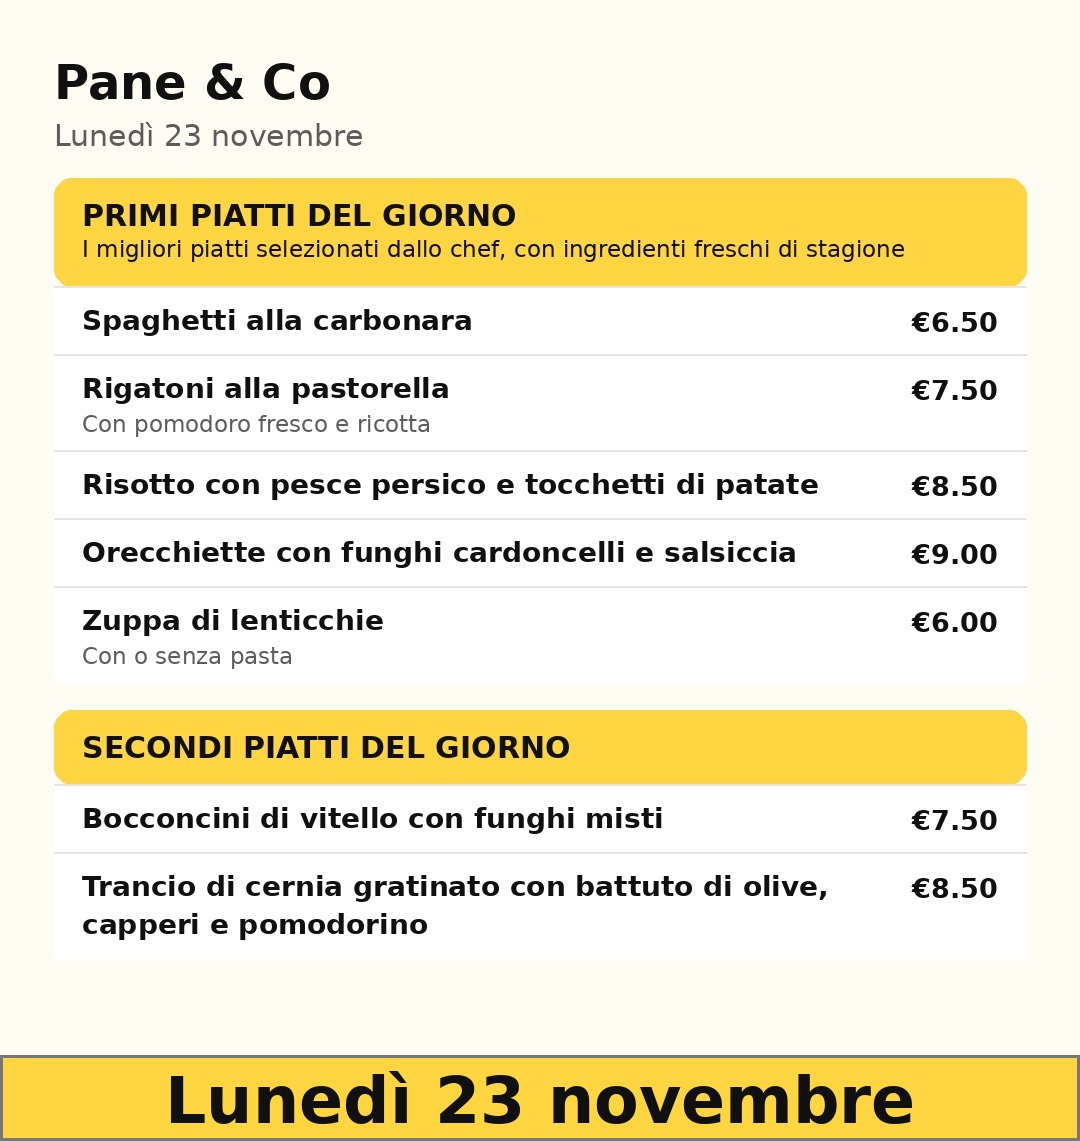 Pane & Co
Lunedì 23 novembre
PRIMI PIATTI DEL GIORNO
I migliori piatti selezionati dallo chef, con ingredienti freschi di stagione
Spaghetti alla carbonara €6.50
Rigatoni alla pastorella €7.50
Con pomodoro fresco e ricotta
Risotto con pesce persico e tocchetti di patate €8.50
Orecchiette con funghi cardoncelli e salsiccia €9.00
Zuppa di lenticchie €6.00
Con o senza pasta
SECONDI PIATTI DEL GIORNO
Bocconcini di vitello con funghi misti €7.50
Trancio di cernia gratinato con battuto di olive, €8.50
capperi e pomodorino
Lunedì 23 novembre